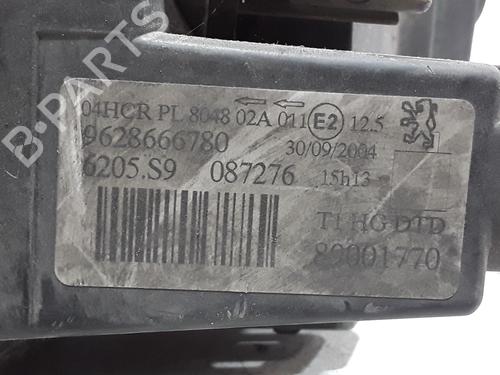 B-PARTS
04HCR PL 8048 02A 011 E2 12.5
9628666780 30/09/2004
6205.S9 087276 15h13
T1 HG DTD
89001770